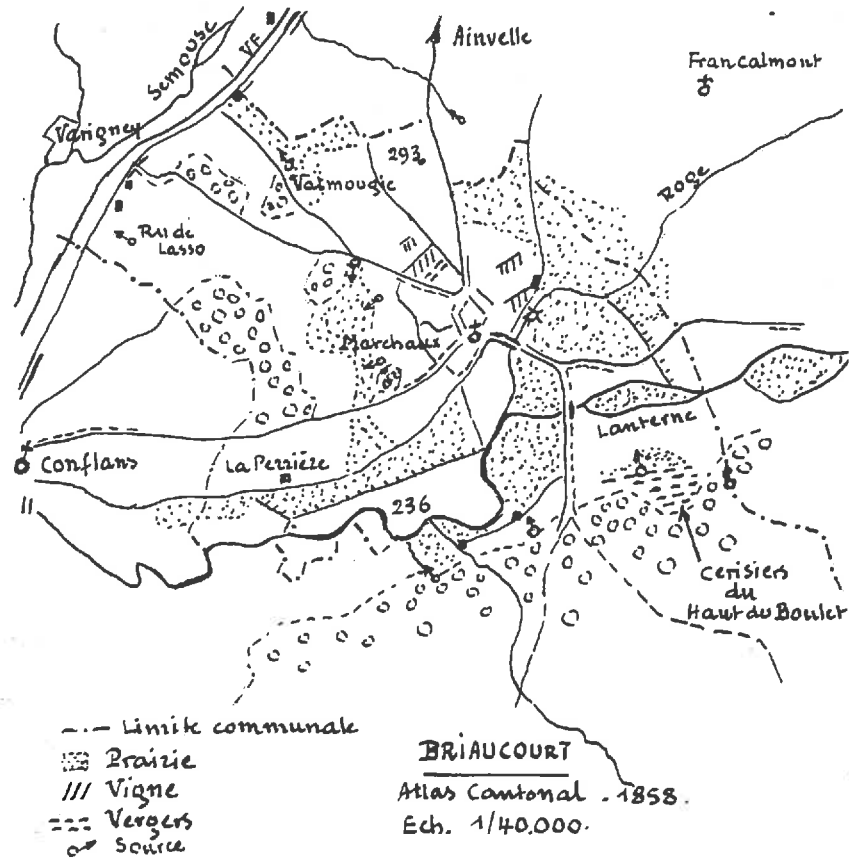 Semouse
VF
Ainvelle
Francalmont
Varigney
293
Valmougie
Roge
Ru de
Lasso
Marchaux
Lanterne
Conflans
La Perrière
236
Cerisiers
du
Haut du Boulet
Limite communale
Prairie
Vigne
Vergers
Source
BRIAUCOURT
Atlas Cantonal . 1858.
Ech. 1/40.000.